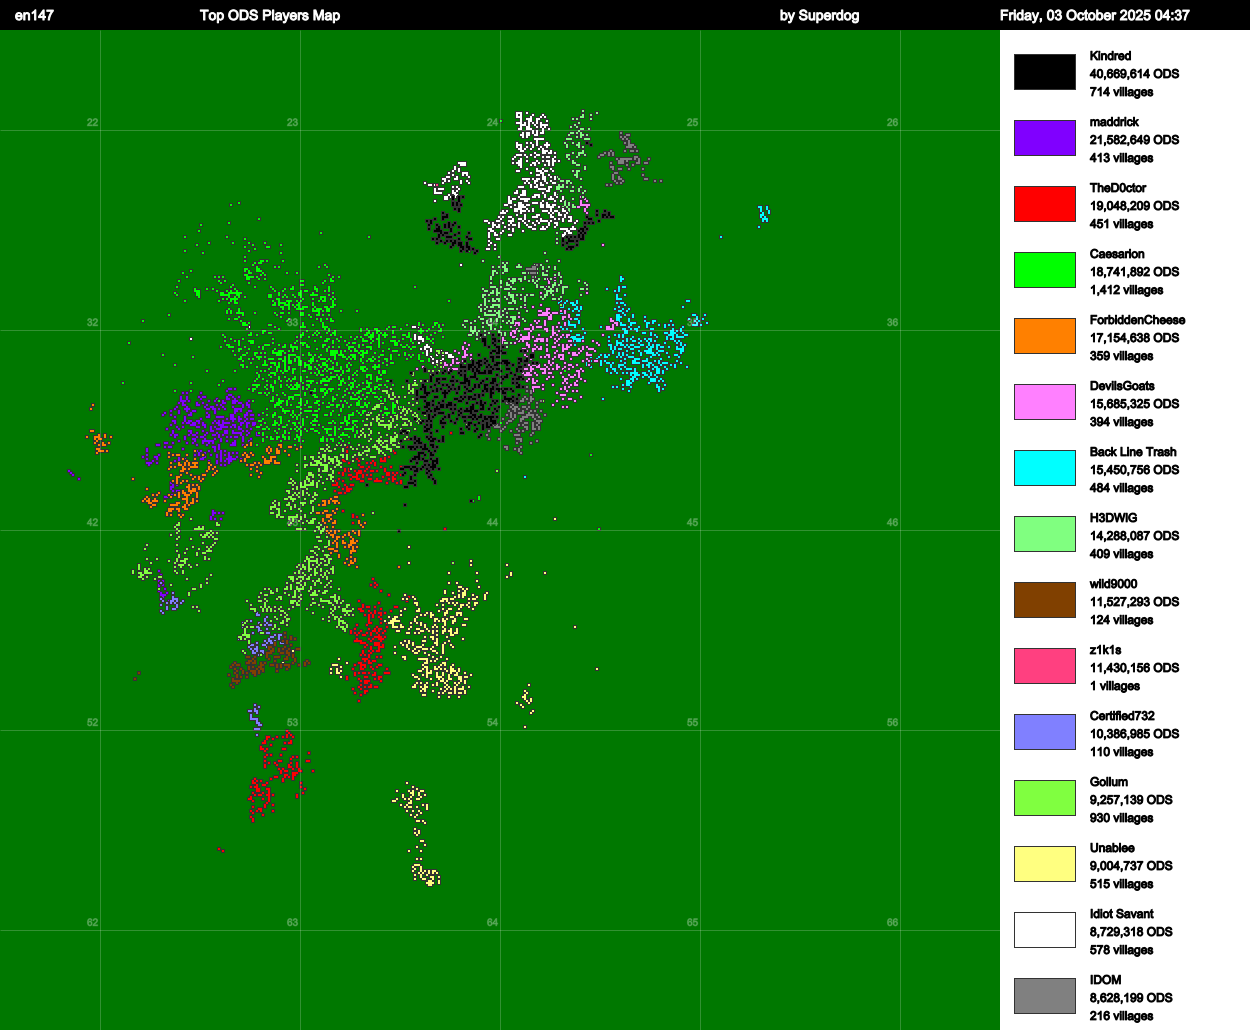 en147 Top ODS Players Map by Superdog Friday, 03 October 2025 04:37
Kindred
40,669,614 ODS
714 villages
22 23 24 25 26
maddrick
21,582,649 ODS
413 villages
TheD0ctor
19,048,209 ODS
451 villages
Caesarion
18,741,892 ODS
1,412 villages
32 33 36
ForbiddenCheese
17,154,638 ODS
359 villages
DevilsGoats
15,685,325 ODS
394 villages
Back Line Trash
15,450,756 ODS
484 villages
H3DWIG
14,288,087 ODS
409 villages
42 44 45 46
wild9000
11,527,293 ODS
124 villages
z1k1s
11,430,156 ODS
1 villages
Certified732
10,386,985 ODS
110 villages
52 53 54 55 56
Gollum
9,257,139 ODS
930 villages
Unablee
9,004,737 ODS
515 villages
Idiot Savant
8,729,318 ODS
578 villages
62 63 64 65 66
IDOM
8,628,199 ODS
216 villages